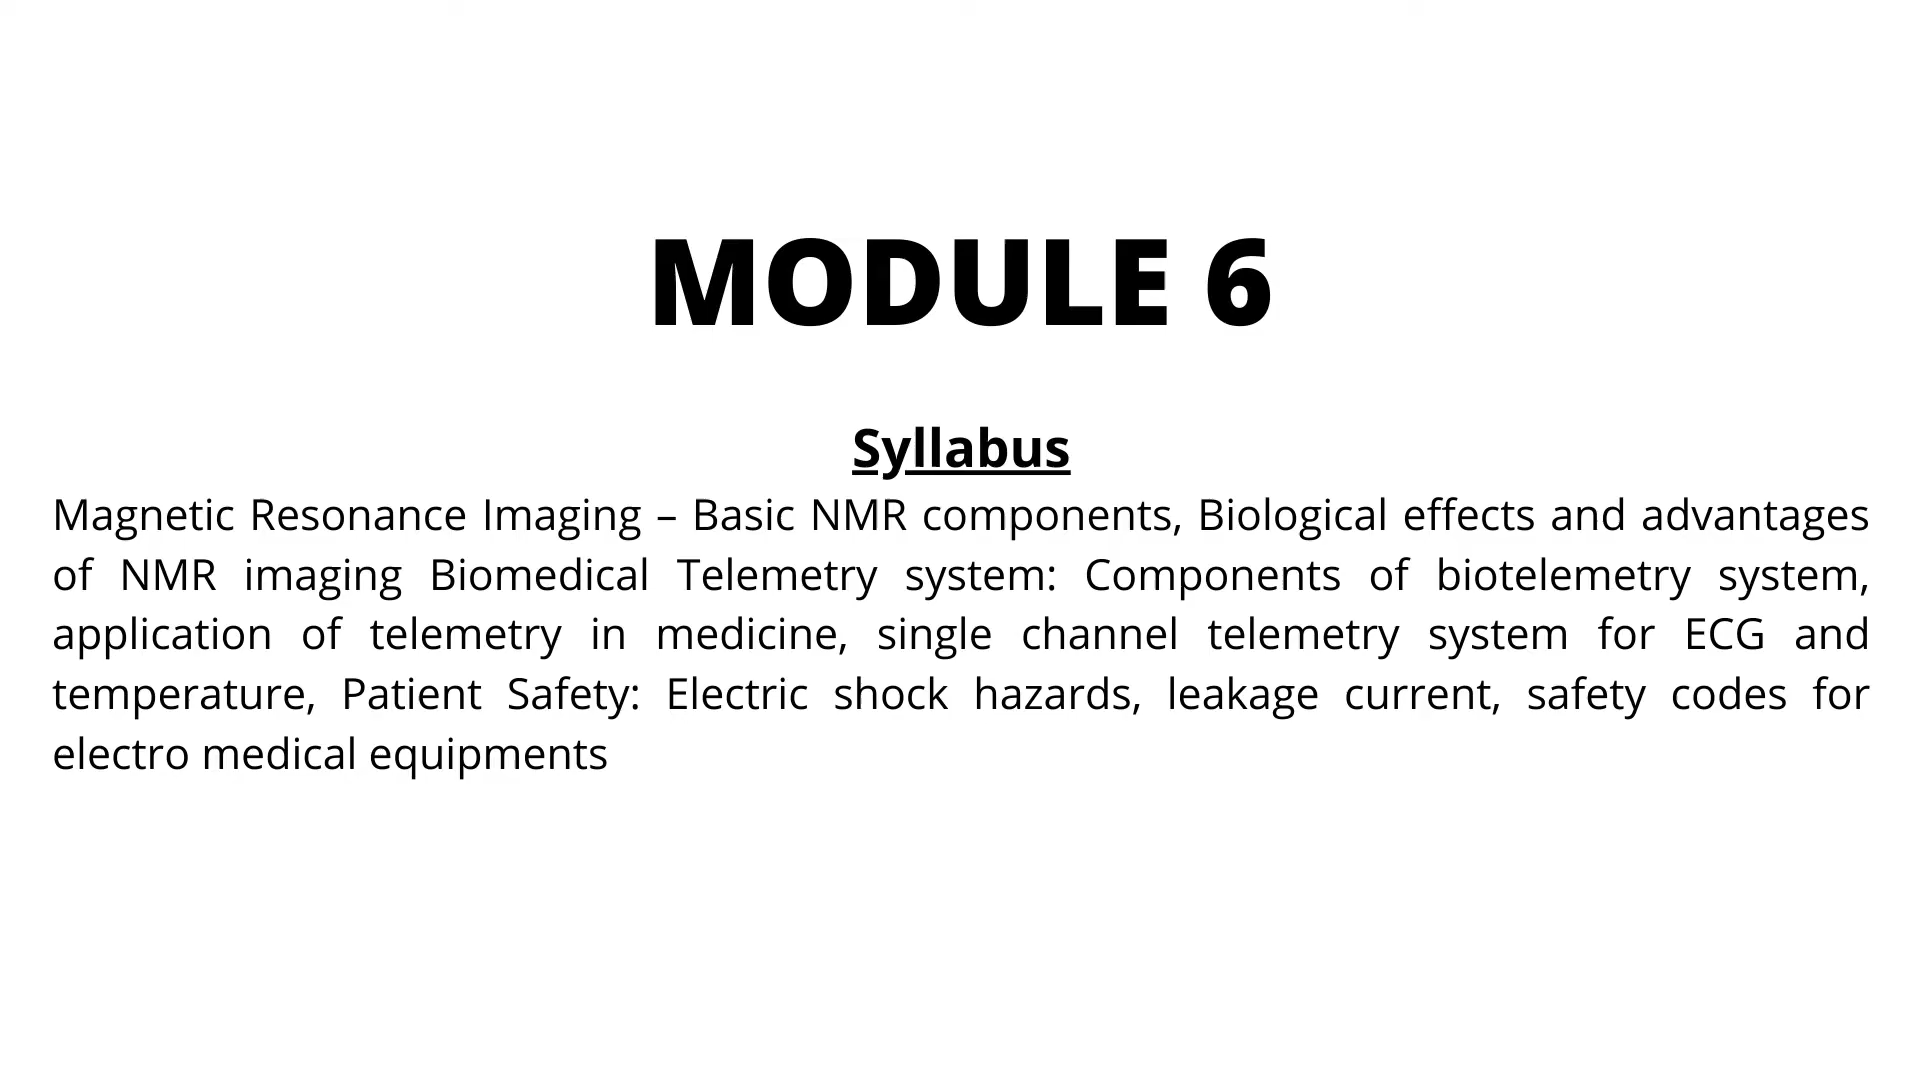 MODULE 6
Syllabus
Magnetic Resonance Imaging – Basic NMR components, Biological effects and advantages
of NMR imaging Biomedical Telemetry system: Components of biotelemetry system,
application of telemetry in medicine, single channel telemetry system for ECG and
temperature, Patient Safety: Electric shock hazards, leakage current, safety codes for
electro medical equipments